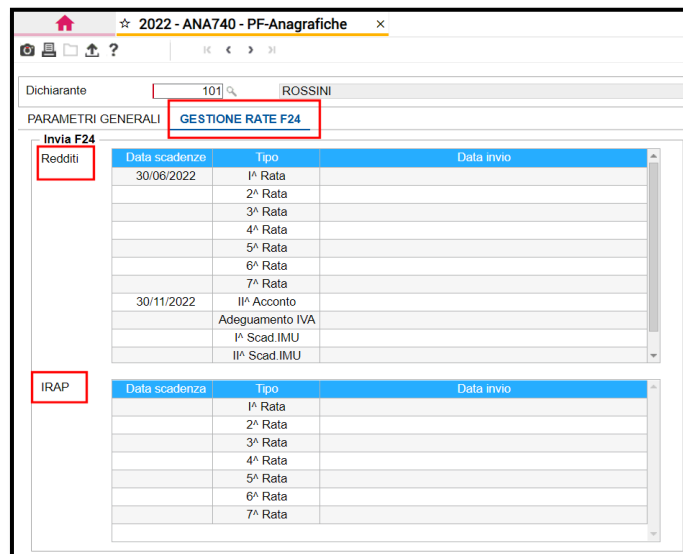 ☆ 2022 - ANA740 - PF-Anagrafiche ×
?
Dichiarante 101 ROSSINI
PARAMETRI GENERALI GESTIONE RATE F24
Invia F24
Redditi
Data scadenze Tipo Data invio
30/06/2022 I^ Rata
2^ Rata
3^ Rata
4^ Rata
5^ Rata
6^ Rata
7^ Rata
30/11/2022 II^ Acconto
Adeguamento IVA
I^ Scad.IMU
II^ Scad.IMU
IRAP
Data scadenza Tipo Data invio
I^ Rata
2^ Rata
3^ Rata
4^ Rata
5^ Rata
6^ Rata
7^ Rata